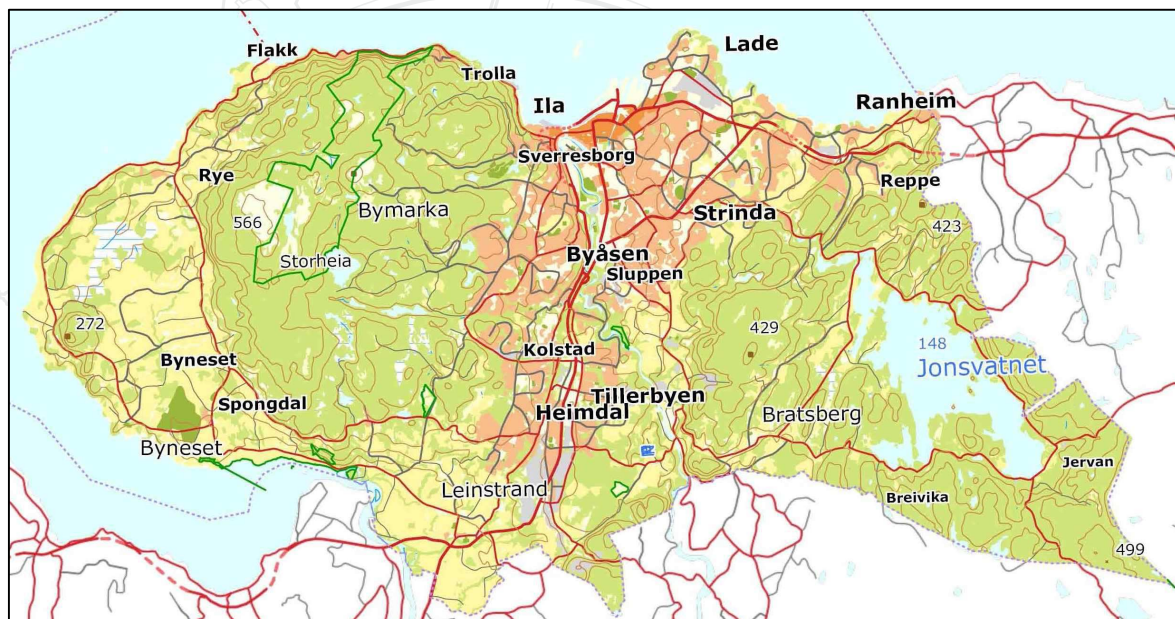 Flakk
Trolla
Lade
Ila
Ranheim
Sverresborg
Rye
Reppe
Bymarka
Strinda
566
423
Storheia
Byåsen
Sluppen
272
429
148
Kolstad
Jonsvatnet
Byneset
Tillerbyen
Spongdal
Heimdal
Bratsberg
Byneset
Jervan
Leinstrand
Breivika
499